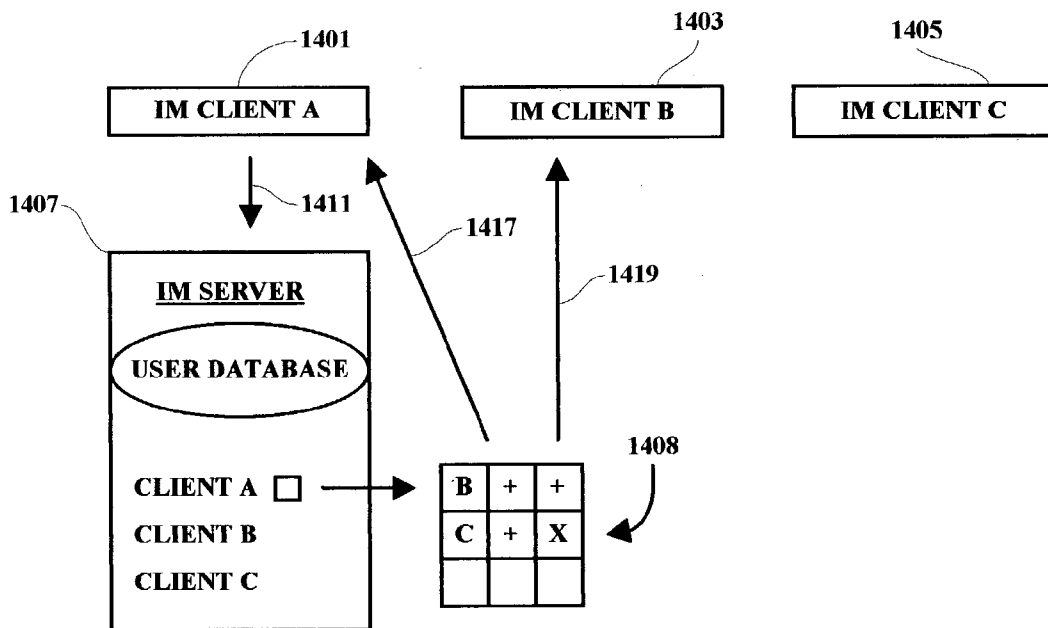 1401
1403
1405
IM CLIENT A
IM CLIENT B
IM CLIENT C
1407
1411
1417
1419
IM SERVER
USER DATABASE
1408
CLIENT A
B + +
CLIENT B
C + X
CLIENT C